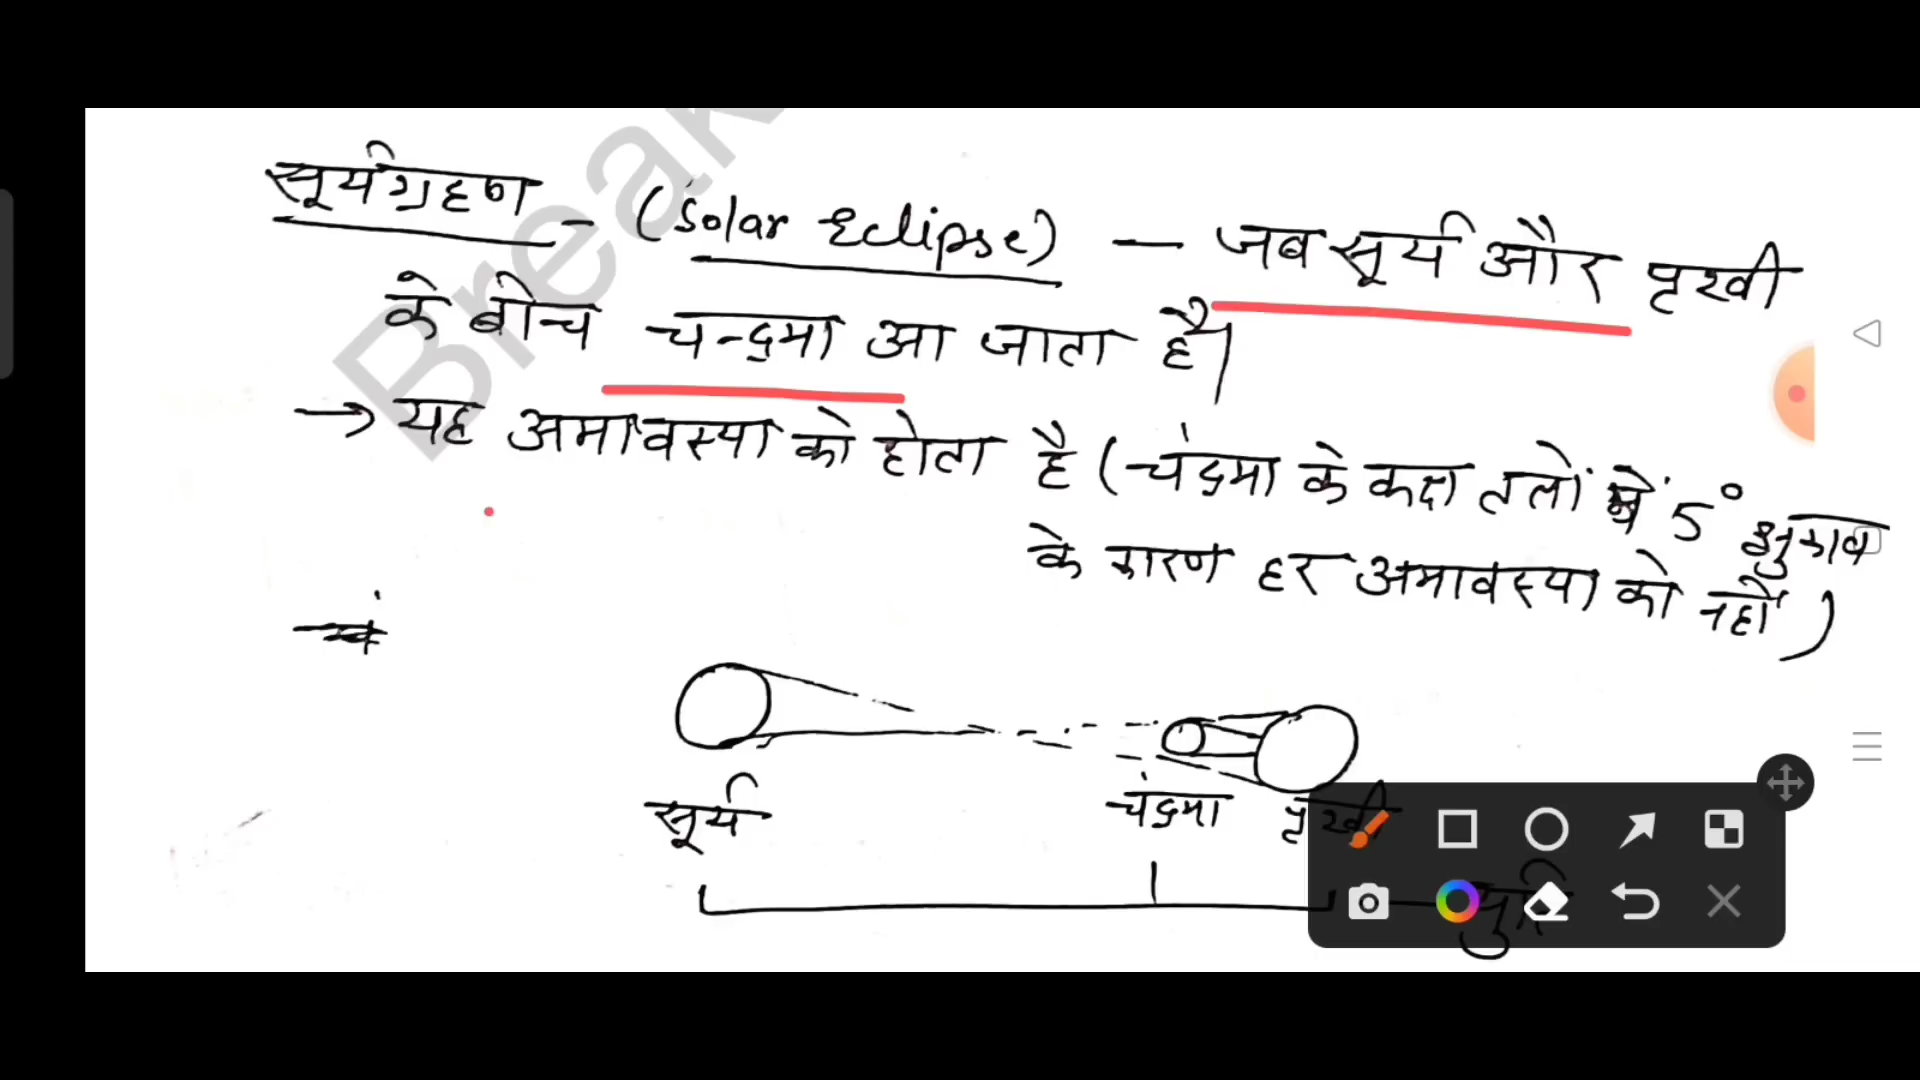 Break
सूर्यग्रहण - (Solar Eclipse) — जब सूर्य और पृथ्वी
के बीच चन्द्रमा आ जाता है।
→ यह अमावस्या को होता है (चंद्रमा के कक्ष तलों में 5° झुकाव
के कारण हर अमावस्या को नहीं)
सूर्य चंद्रमा पृथ्वी